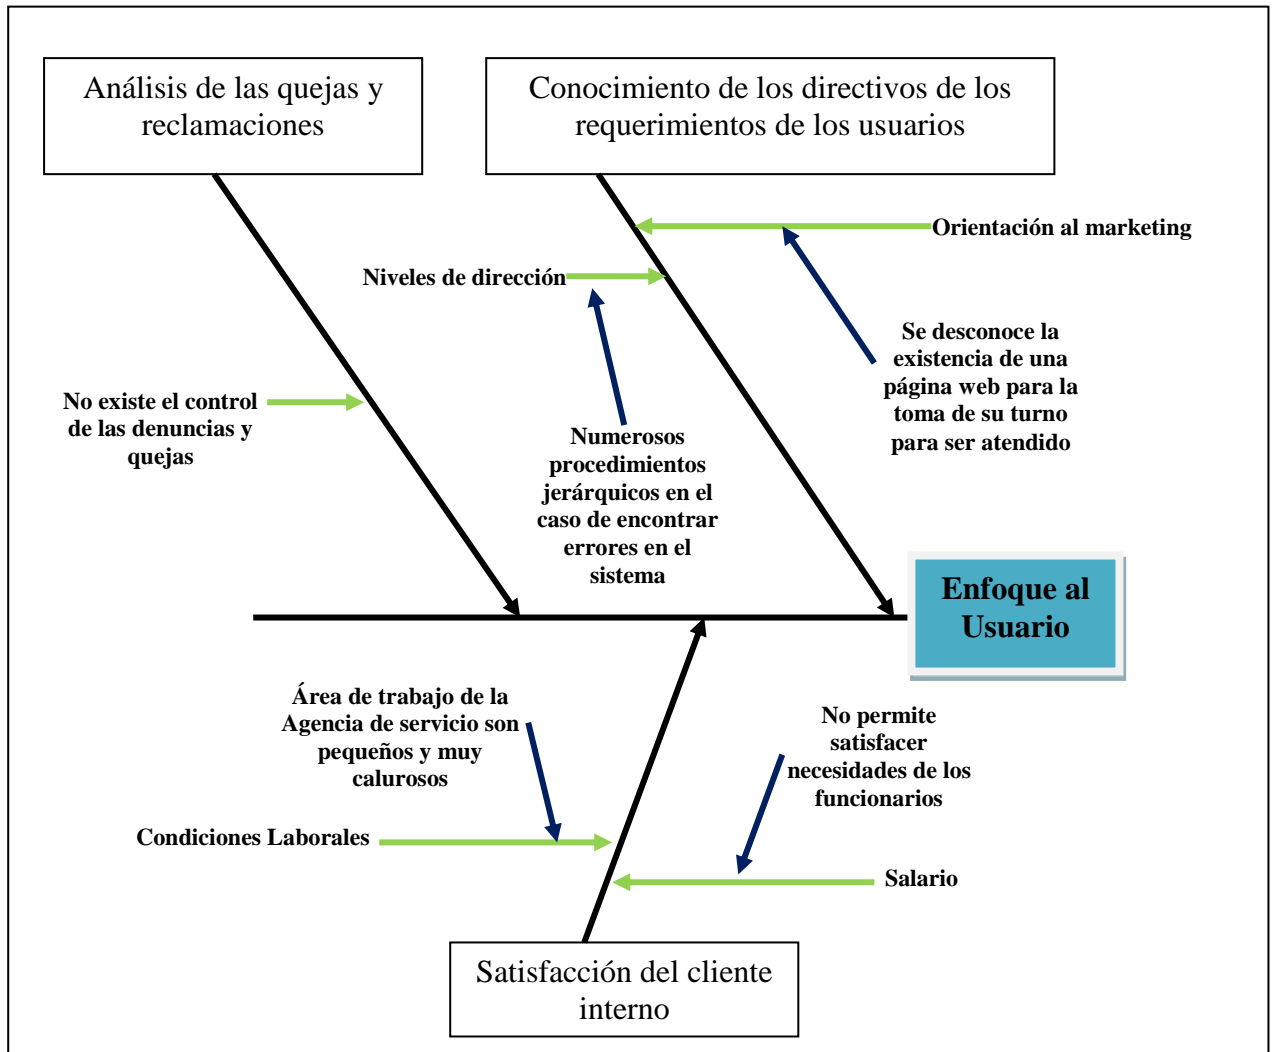 Análisis de las quejas y
reclamaciones
Conocimiento de los directivos de los
requerimientos de los usuarios
Orientación al marketing
Niveles de dirección
Se desconoce la
existencia de una
página web para la
toma de su turno
para ser atendido
No existe el control
de las denuncias y
quejas
Numerosos
procedimientos
jerárquicos en el
caso de encontrar
errores en el
sistema
Enfoque al
Usuario
Área de trabajo de la
Agencia de servicio son
pequeños y muy
calurosos
No permite
satisfacer
necesidades de los
funcionarios
Condiciones Laborales
Salario
Satisfacción del cliente
interno